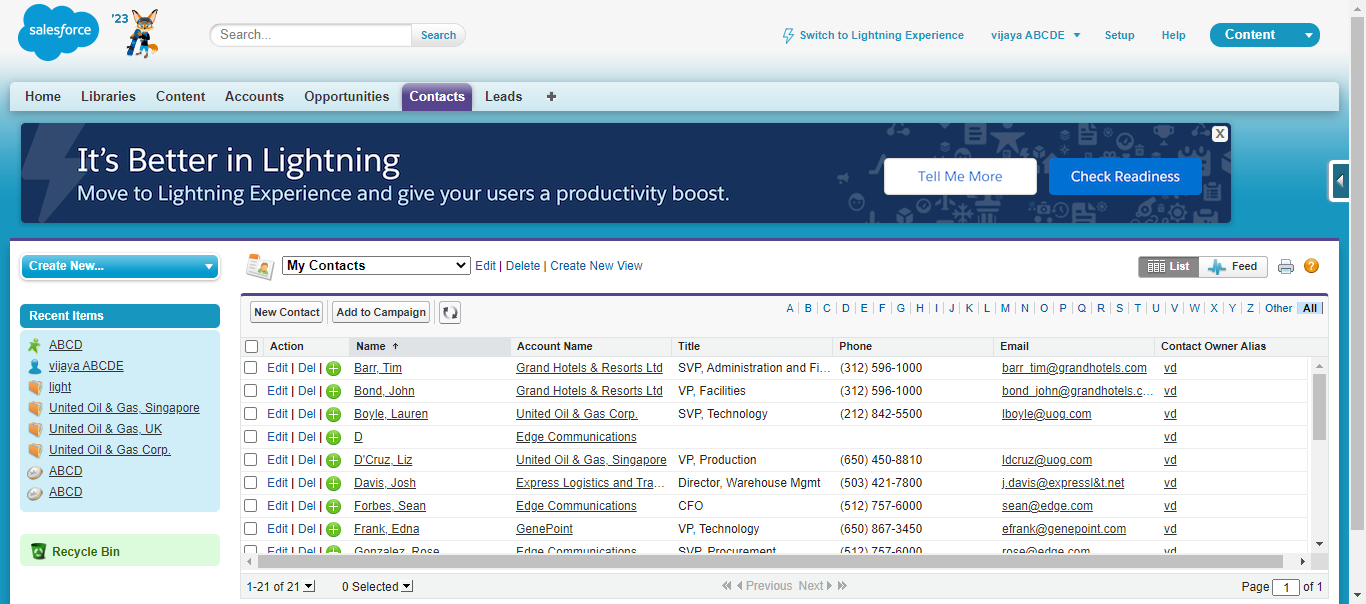 salesforce '23 Search... Search Switch to Lightning Experience vijaya ABCDE Setup Help Content
Home Libraries Content Accounts Opportunities Contacts Leads +
It's Better in Lightning
Move to Lightning Experience and give your users a productivity boost.
Tell Me More Check Readiness X
Create New...
Recent Items
ABCD
vijaya ABCDE
light
United Oil & Gas, Singapore
United Oil & Gas, UK
United Oil & Gas Corp.
ABCD
ABCD
Recycle Bin
My Contacts Edit | Delete | Create New View List Feed ?
New Contact Add to Campaign A B C D E F G H I J K L M N O P Q R S T U V W X Y Z Other All
Action Name Account Name Title Phone Email Contact Owner Alias
Edit | Del | Barr, Tim Grand Hotels & Resorts Ltd SVP, Administration and Fi... (312) 596-1000 barr_tim@grandhotels.com vd
Edit | Del | Bond, John Grand Hotels & Resorts Ltd VP, Facilities (312) 596-1000 bond_john@grandhotels.c... vd
Edit | Del | Boyle, Lauren United Oil & Gas Corp. SVP, Technology (212) 842-5500 lboyle@uog.com vd
Edit | Del | D Edge Communications vd
Edit | Del | D'Cruz, Liz United Oil & Gas, Singapore VP, Production (650) 450-8810 ldcruz@uog.com vd
Edit | Del | Davis, Josh Express Logistics and Tra... Director, Warehouse Mgmt (503) 421-7800 j.davis@expressl&t.net vd
Edit | Del | Forbes, Sean Edge Communications CFO (512) 757-6000 sean@edge.com vd
Edit | Del | Frank, Edna GenePoint VP, Technology (650) 867-3450 efrank@genepoint.com vd
Edit | Del | Gonzalez, Rose Edge Communications SVP, Procurement (512) 757-6000 rose@edge.com vd
1-21 of 21 0 Selected Previous Next Page 1 of 1